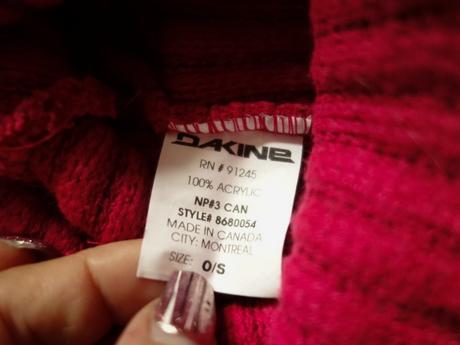 DAKINE
RN # 91245
100% ACRYLIC
NP#3 CAN
STYLE# 8680054
MADE IN CANADA
CITY: MONTREAL
SIZE: O/S